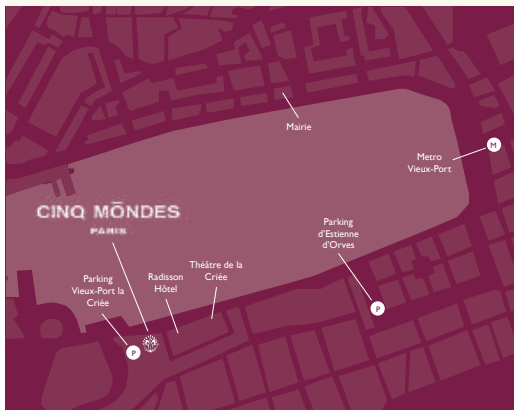 Mairie
M
Metro
Vieux-Port
CINQ MÔNDES
PARIS
Parking
d'Estienne
d'Orves
Théâtre de la
Criée
Radisson
Hôtel
Parking
Vieux-Port la
Criée
P
P